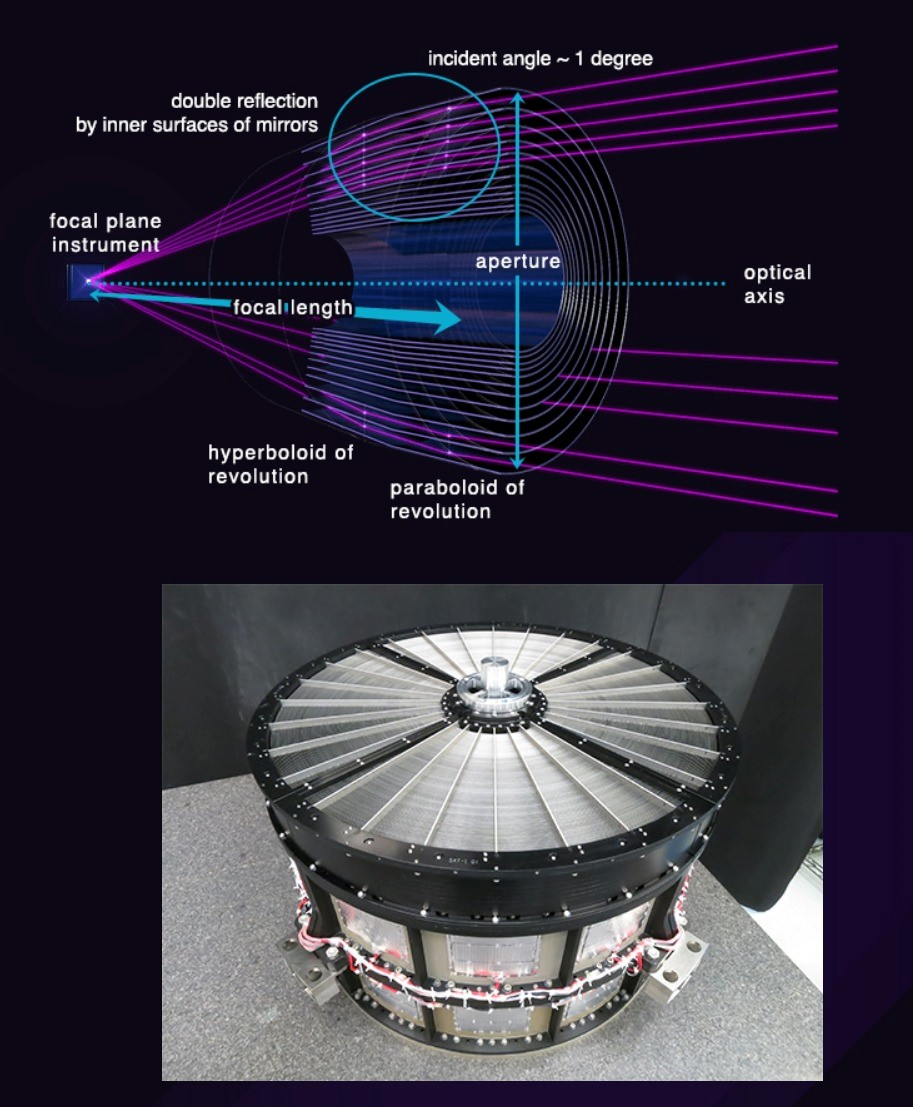 incident angle ~ 1 degree
double reflection
by inner surfaces of mirrors
focal plane
instrument
aperture
optical
axis
focal length
hyperboloid of
revolution
paraboloid of
revolution